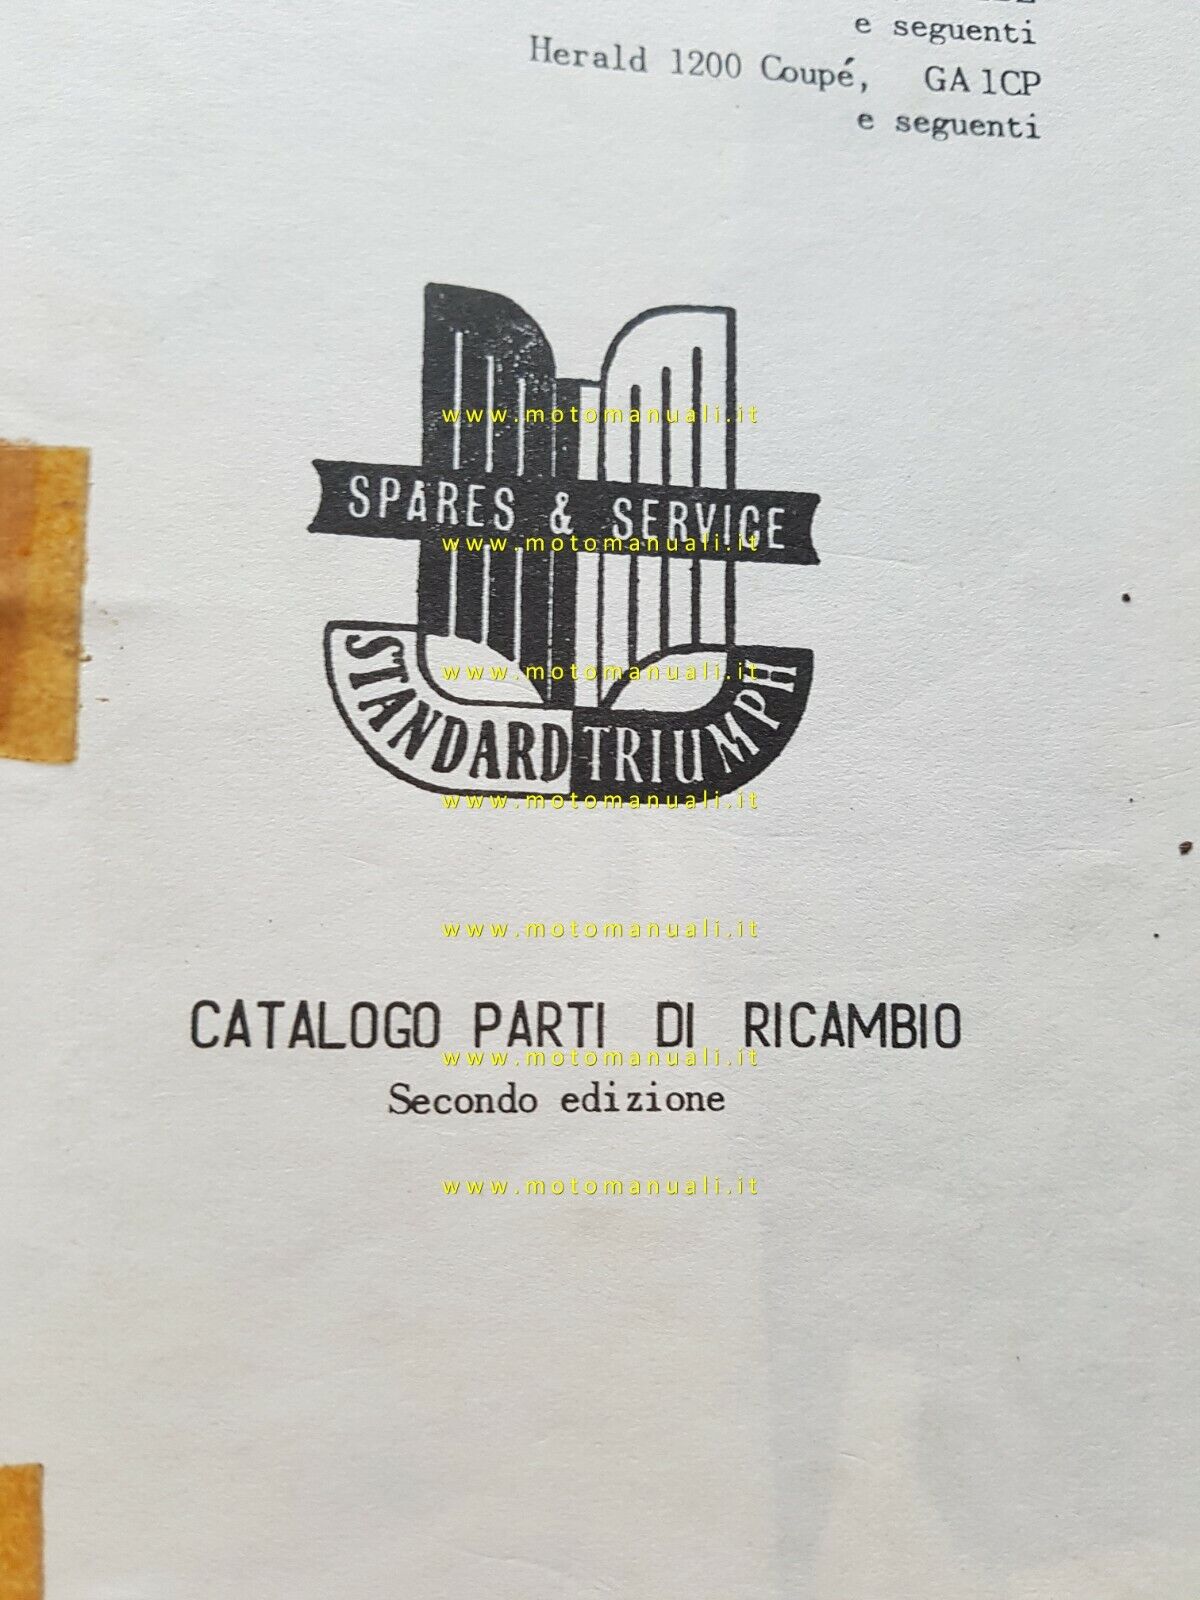 e seguenti
Herald 1200 Coupé, GA 1CP
e seguenti
www.motomanuali.it
SPARES & SERVICE
www.motomanuali.it
www.motomanuali.it
STANDARD TRIUMPH
www.motomanuali.it
www.motomanuali.it
CATALOGO PARTI DI RICAMBIO
www.motomanuali.it
Secondo edizione
www.motomanuali.it